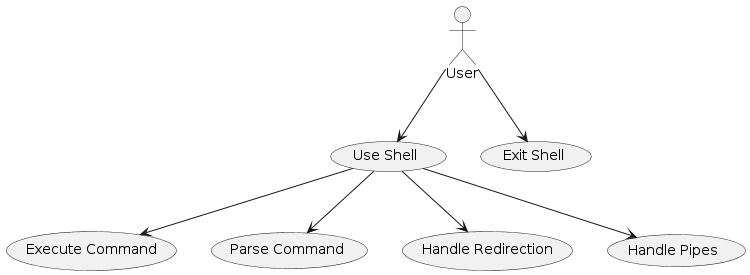 User
Use Shell
Exit Shell
Execute Command
Parse Command
Handle Redirection
Handle Pipes